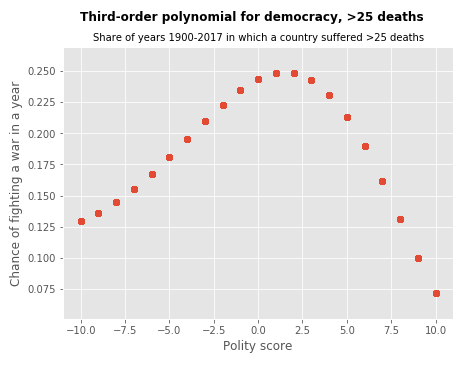 Third-order polynomial for democracy, >25 deaths
Share of years 1900-2017 in which a country suffered >25 deaths
Chance of fighting a war in a year
0.250
0.225
0.200
0.175
0.150
0.125
0.100
0.075
−10.0 −7.5 −5.0 −2.5 0.0 2.5 5.0 7.5 10.0
Polity score